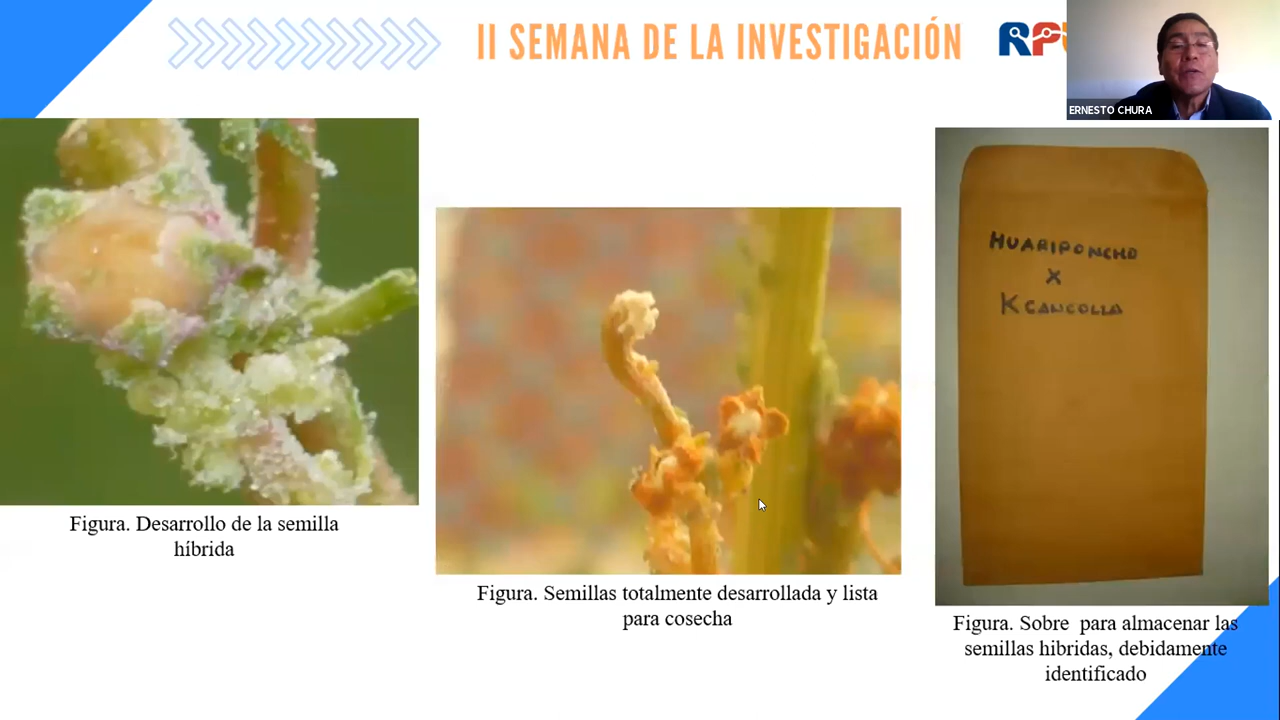 II SEMANA DE LA INVESTIGACIÓN
ERNESTO CHURA
HUARIPONCHO
X
KCANCOLLA
Figura. Desarrollo de la semilla
híbrida
Figura. Semillas totalmente desarrollada y lista
para cosecha
Figura. Sobre para almacenar las
semillas hibridas, debidamente
identificado